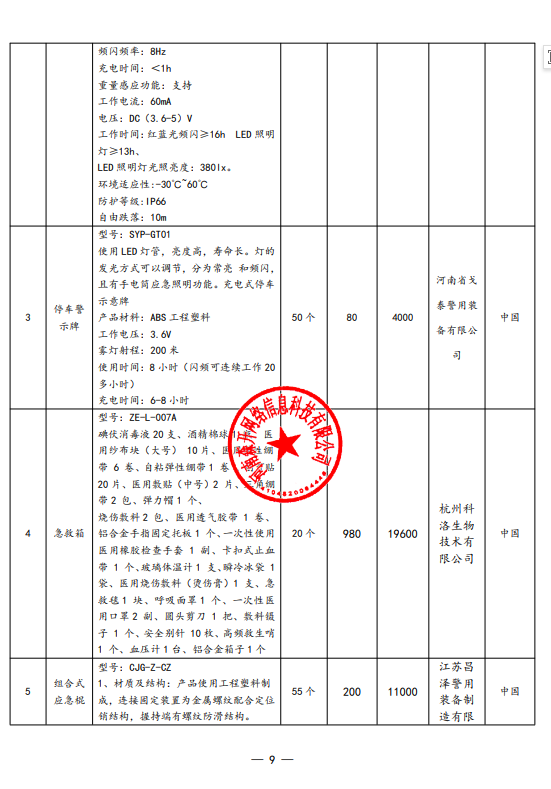 频闪频率：8Hz
充电时间：＜1h
重量感应功能：支持
工作电流：60mA
电压：DC（3.6-5）V
工作时间：红蓝光频闪≥16h LED 照明
灯≥13h、
LED 照明灯光照亮度：380lx。
环境适应性：-30℃~60℃
防护等级：IP66
自由跌落：10m
3
停车警
示牌
型号：SYP-GT01
使用 LED 灯管，亮度高，寿命长。灯的
发光方式可以调节，分为常亮 和频闪，
且有手电筒应急照明功能。充电式停车
示意牌
产品材料：ABS 工程塑料
工作电压：3.6V
雾灯射程：200 米
使用时间：8 小时（闪频可连续工作 20
多小时）
充电时间：6-8 小时
50 个
80
4000
河南省戈
泰警用装
备有限公
司
中国
4
急救箱
型号：ZE-L-007A
碘伏消毒液 20 支、酒精棉球 1 瓶、医
用纱布块（大号） 10 片、医用弹性绷
带 6 卷、自粘弹性绷带 1 卷
20 片、医用敷贴（中号）2 片、三角绷
带 2 包、弹力帽 1 个、
烧伤敷料 2 包、医用透气胶带 1 卷、
铝合金手指固定托板 1 个、一次性使用
医用橡胶检查手套 1 副、卡扣式止血
带 1 个、玻璃体温计 1 支、瞬冷冰袋 1
袋、医用烧伤敷料（烫伤膏）1 支、急
救毯 1 块、呼吸面罩 1 个、一次性医
用口罩 2 副、圆头剪刀 1 把、敷料镊
子 1 个、安全别针 10 枚、高频救生哨
1 个、血压计 1 台、铝合金箱子 1 个
20 个
980
19600
杭州科
洛生物
技术有
限公司
中国
5
组合式
应急棍
型号：CJG-Z-CZ
1、材质及结构：产品使用工程塑料制
成，连接固定装置为金属螺纹配合定位
销结构，握持端有螺纹防滑结构。
55 个
200
11000
江苏昌
泽警用
装备制
造有限
中国
— 9 —